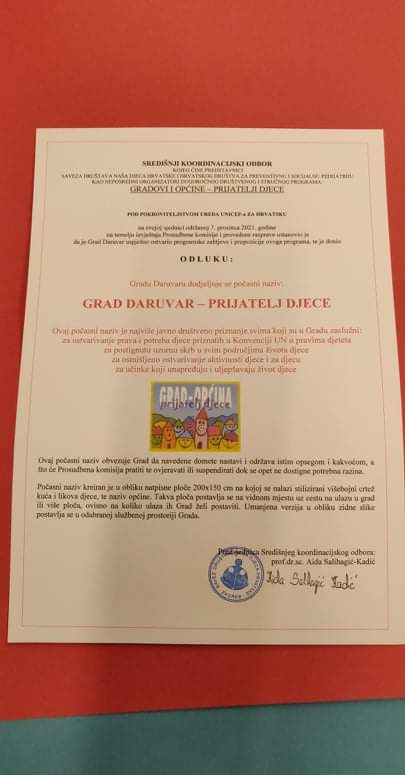 SREDIŠNJI KOORDINACIJSKI ODBOR
KOJEG ČINE PREDSTAVNICI
SAVEZA DRUŠTAVA NAŠA DJECA HRVATSKE I HRVATSKOG DRUŠTVA ZA PREVENTIVNU I SOCIJALNU PEDIJATRIJU
KAO NEPOSREDNI ORGANIZATORI DUGOROČNOG DRUŠTVENOG I STRUČNOG PROGRAMA:
GRADOVI I OPĆINE – PRIJATELJI DJECE
POD POKROVITELJSTVOM UREDA UNICEF-a ZA HRVATSKU
na svojoj sjednici održanoj 7. prosinca 2021. godine
na temelju izvještaja Prosudbene komisije i provedene rasprave ustanovio je
da je Grad Daruvar uspješno ostvario programske zahtjeve i propozicije ovoga programa, te je donio
O D L U K U :
Gradu Daruvaru dodjeljuje se počasni naziv:
GRAD DARUVAR – PRIJATELJ DJECE
Ovaj počasni naziv je najviše javno društveno priznanje svima koji su u Gradu zaslužni:
za ostvarivanje prava i potreba djece priznatih u Konvenciji UN o pravima djeteta
za postignutu uzornu skrb u svim područjima života djece
za osmišljeno ostvarivanje aktivnosti djece i za djecu
za učinke koji unapređuju i uljepšavaju život djece
GRAD-OPĆINA
prijatelj djece
Ovaj počasni naziv obvezuje Grad da navedene domete nastavi i održava istim opsegom i kakvoćom, a
što će Prosudbena komisija pratiti te ovjeravati ili suspendirati dok se opet ne dostigne potrebna razina.
Počasni naziv kreiran je u obliku natpisne ploče 200x150 cm na kojoj se nalazi stilizirani višebojni crtež
kuća i likova djece, te naziv općine. Takva ploča postavlja se na vidnom mjestu uz cestu na ulazu u grad
ili više ploča, ovisno na koliko ulaza ih Grad želi postaviti. Umanjena verzija u obliku zidne slike
postavlja se u odabranoj službenoj prostoriji Grada.
Predsjednica Središnjeg koordinacijskog odbora:
prof.dr.sc. Aida Salihagić-Kadić
Aida Salihagić Kadić